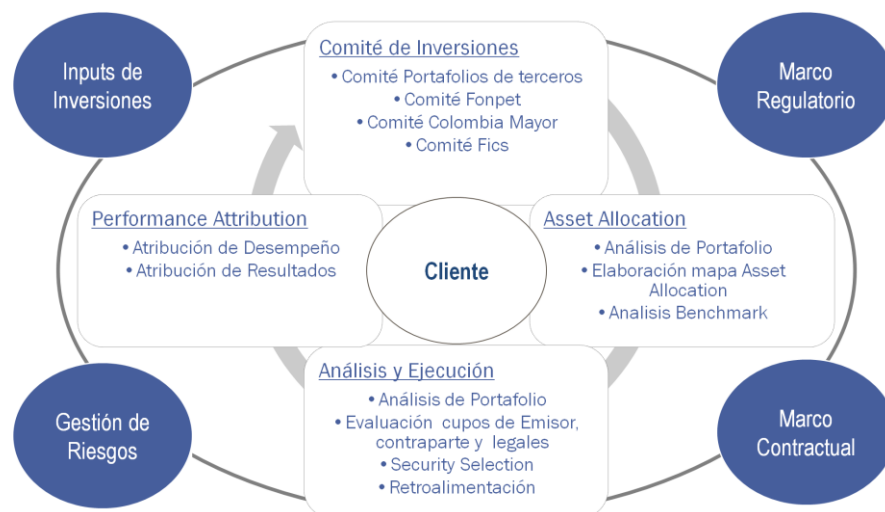 Inputs de
Inversiones
Comité de Inversiones
• Comité Portafolios de terceros
• Comité Fonpet
• Comité Colombia Mayor
• Comité Fics
Marco
Regulatorio
Performance Attribution
• Atribución de Desempeño
• Atribución de Resultados
Cliente
Asset Allocation
• Análisis de Portafolio
• Elaboración mapa Asset
Allocation
• Analisis Benchmark
Gestión de
Riesgos
Análisis y Ejecución
• Análisis de Portafolio
• Evaluación cupos de Emisor,
contraparte y legales
• Security Selection
• Retroalimentación
Marco
Contractual